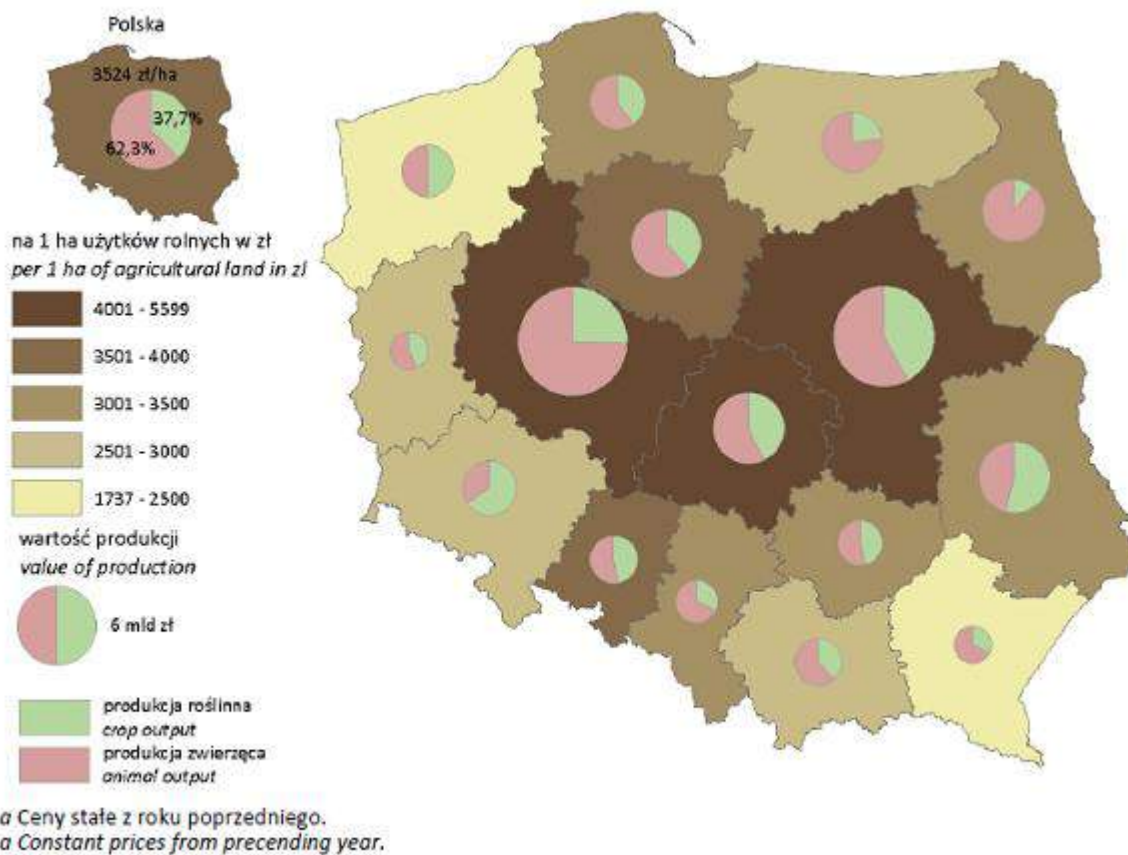 Polska
3524 zł/ha
37,7%
62,3%
na 1 ha użytków rolnych w zł
per 1 ha of agricultural land in zl
4001 - 5599
3501 - 4000
3001 - 3500
2501 - 3000
1737 - 2500
wartość produkcji
value of production
6 mld zł
produkcja roślinna
crop output
produkcja zwierzęca
animal output
a Ceny stałe z roku poprzedniego.
a Constant prices from precending year.